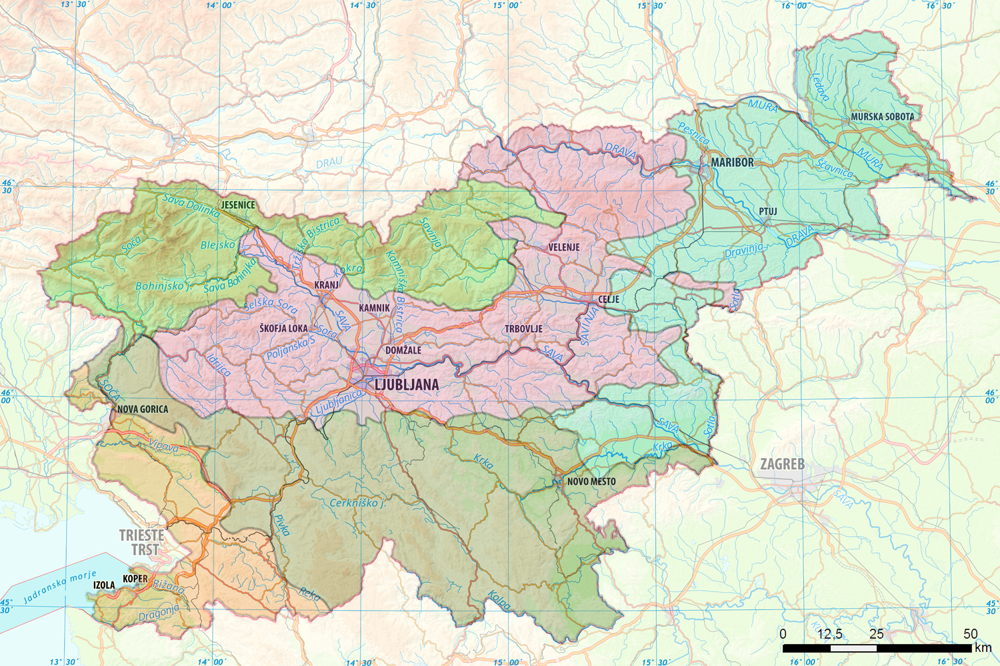 13° 30´
14° 00´
14° 30´
15° 00´
15° 30´
16° 00´
16° 30´
Ledava
MURA
MURSKA SOBOTA
Pesnica
DRAVA
MARIBOR
MURA
Ščavnica
DRAU
46°
30´
46°
30´
Sava Dolinka
JESENICE
PTUJ
Tržiška Bistrica
Savinja
DRAVA
Soča
Blejsko
VELENJE
Dravinja
Kokra
Kamniška Bistrica
Sava Bohinjka
Bohinjsko j.
KRANJ
CELJE
Sotla
Selška Sora
KAMNIK
SAVA
SAVINJA
ŠKOFJA LOKA
Sora
TRBOVLJE
Poljanska S
DOMŽALE
SAVA
Idrijca
LJUBLJANA
SOČA
46°
00´
46°
00´
Ljubljanica
NOVA GORICA
SAVA
Sotla
Vipava
Krka
Krka
ZAGREB
NOVO MESTO
Cerkniško j.
SAVA
Pivka
TRIESTE
TRST
Jadransko morje
KOPER
IZOLA
Rižana
Reka
Kolpa
Dragonja
45°
30´
45°
30´
0 12,5 25 50
km
13° 30´
14° 00´
14° 30´
15° 00´
15° 30´
16° 00´
16° 30´